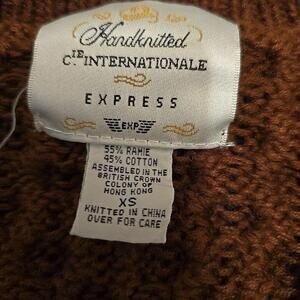 Handknitted
C.IE INTERNATIONALE
EXPRESS
EXP
55% RAMIE
45% COTTON
ASSEMBLED IN THE
BRITISH CROWN
COLONY OF
HONG KONG
XS
KNITTED IN CHINA
OVER FOR CARE